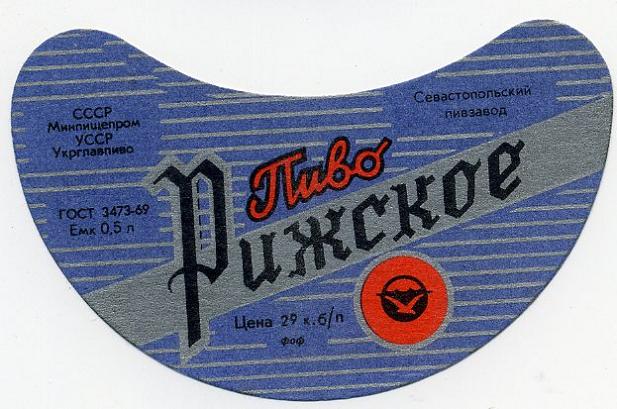 СССР
Минпищепром
УССР
Укрглавпиво
ГОСТ 3473-69
Емк 0,5 л
Севастопольский
пивзавод
Пиво
Рижское
Цена 29 к. б/п
фоф